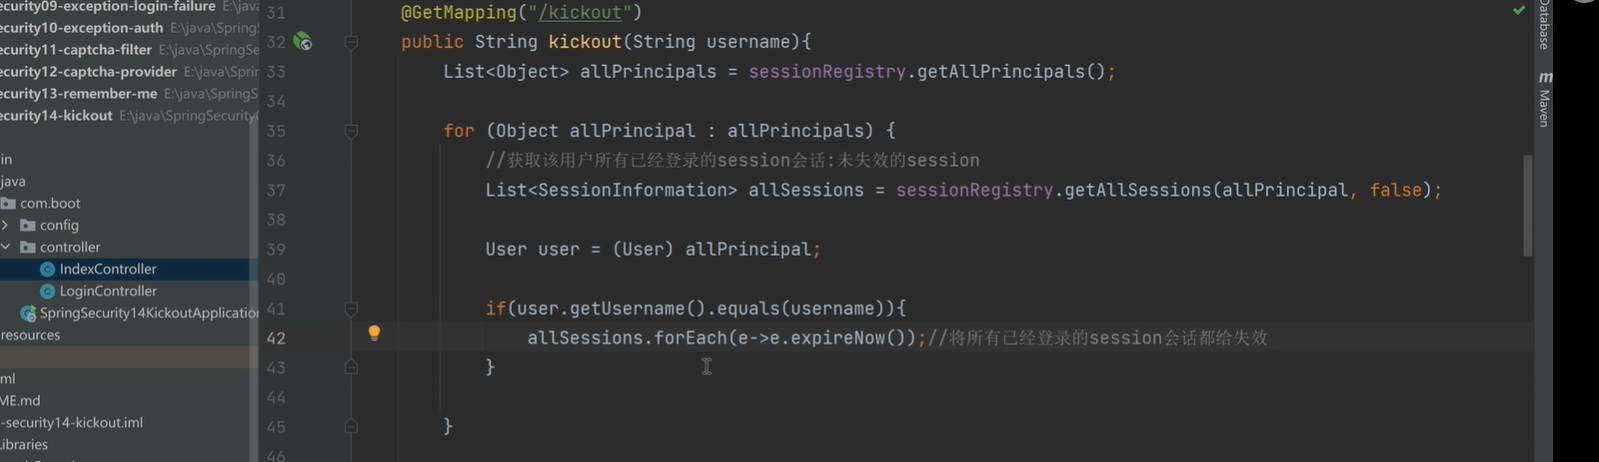 ecurity09-exception-login-failure E:\java
ecurity10-exception-auth E:\java\SpringSe
ecurity11-captcha-filter E:\java\SpringSe
ecurity12-captcha-provider E:\java\Sprin
ecurity13-remember-me E:\java\SpringS
ecurity14-kickout E:\java\SpringSecurity
in
java
com.boot
config
controller
IndexController
LoginController
SpringSecurity14KickoutApplication
resources
ml
ME.md
-security14-kickout.iml
ibraries
31 @GetMapping("/kickout")
32 public String kickout(String username){
33 List<Object> allPrincipals = sessionRegistry.getAllPrincipals();
34
35 for (Object allPrincipal : allPrincipals) {
36 //获取该用户所有已经登录的session会话:未失效的session
37 List<SessionInformation> allSessions = sessionRegistry.getAllSessions(allPrincipal, false);
38
39 User user = (User) allPrincipal;
40
41 if(user.getUsername().equals(username)){
42 allSessions.forEach(e->e.expireNow());//将所有已经登录的session会话都给失效
43 }
44
45 }
46
Database
m Maven